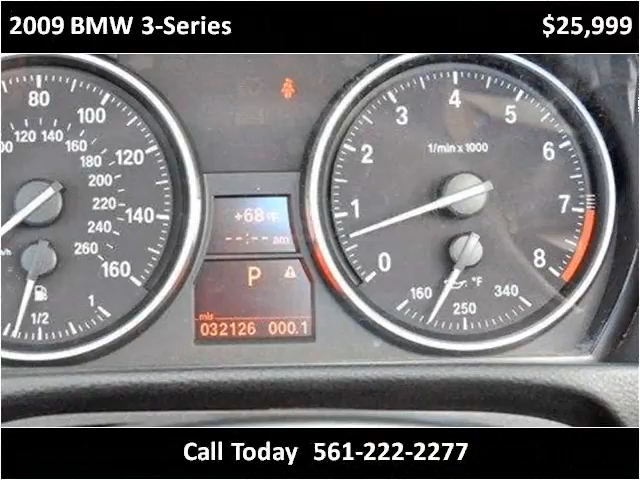 2009 BMW 3-Series $25,999
80
100
120 140
160
180 120
200
220 140
240
260
160
1/2 1
+68°F
--:-- am
P
mls
032126 000.1
4
3 5
2 6
1/min x 1000
1 7
0 8
°F
160 340
250
Call Today 561-222-2277